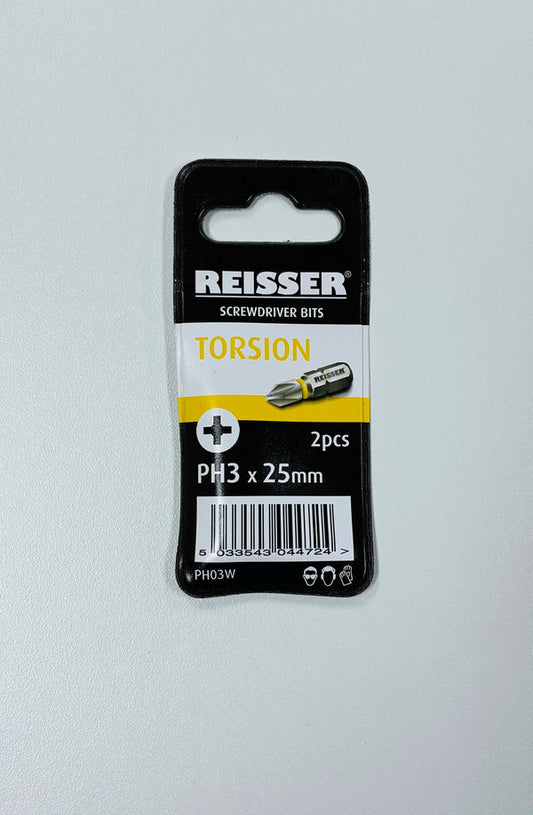 REISSER®
SCREWDRIVER BITS
TORSION
REISSER
2pcs
PH3 x 25mm
5 033543 044724 >
PH03W